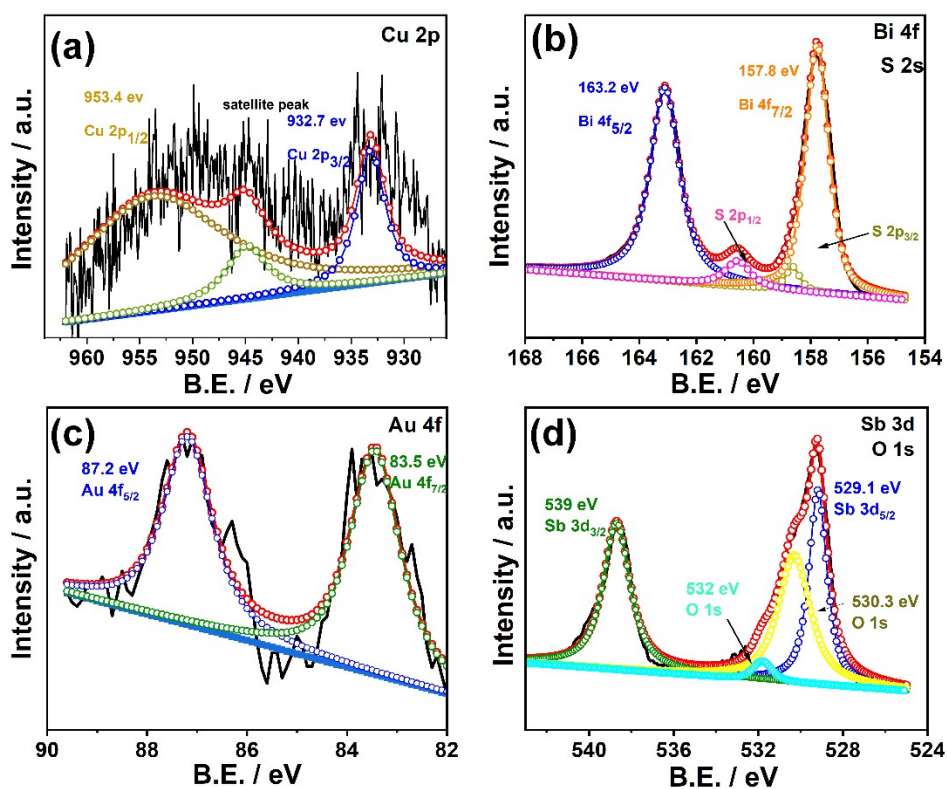 (a)
Cu 2p
953.4 ev
Cu 2p1/2
satellite peak
932.7 ev
Cu 2p3/2
Intensity / a.u.
960 955 950 945 940 935 930
B.E. / eV
(b)
Bi 4f
S 2s
163.2 eV
Bi 4f5/2
157.8 eV
Bi 4f7/2
S 2p1/2
S 2p3/2
Intensity / a.u.
168 166 164 162 160 158 156 154
B.E. / eV
(c)
Au 4f
87.2 eV
Au 4f5/2
83.5 eV
Au 4f7/2
Intensity / a.u.
90 88 86 84 82
B.E. / eV
(d)
Sb 3d
O 1s
539 eV
Sb 3d3/2
529.1 eV
Sb 3d5/2
532 eV
O 1s
530.3 eV
O 1s
Intensity / a.u.
540 536 532 528 524
B.E. / eV